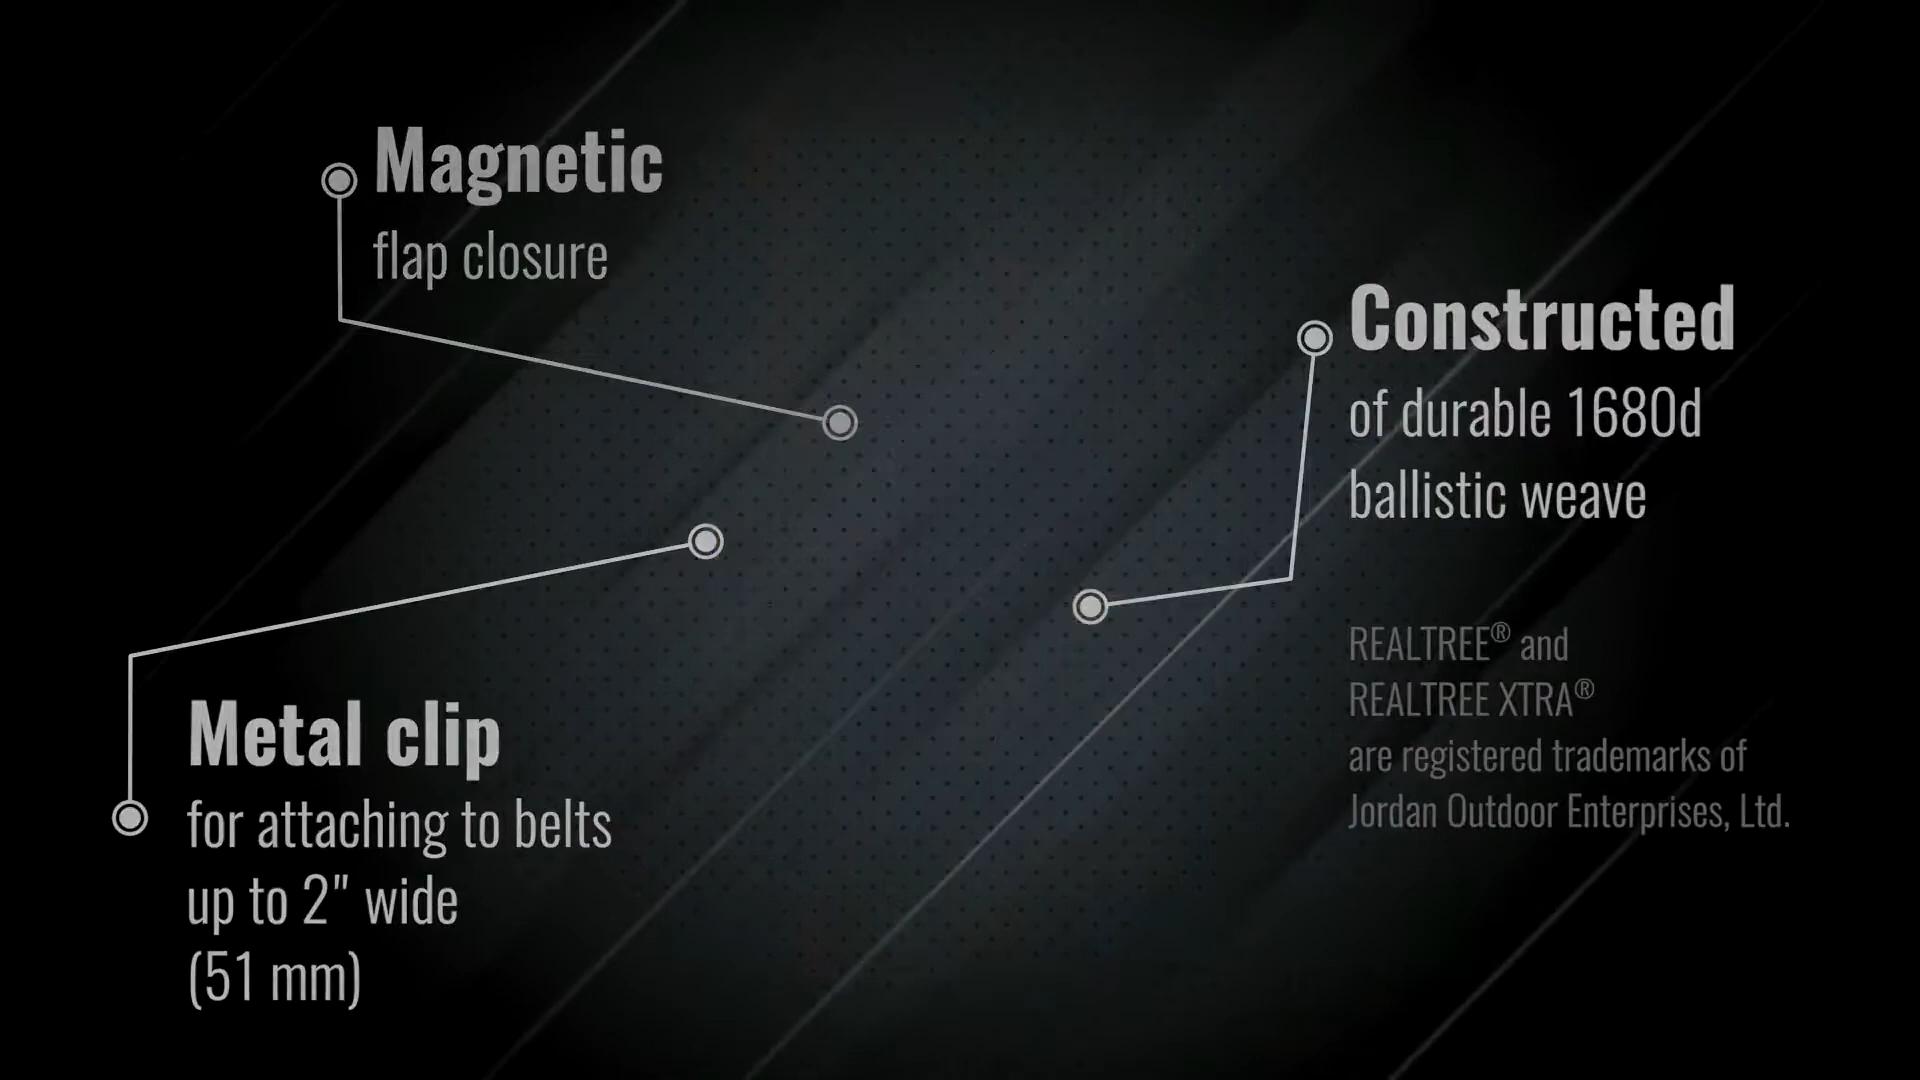 Magnetic
flap closure
Constructed
of durable 1680d
ballistic weave
REALTREE® and
REALTREE XTRA®
are registered trademarks of
Jordan Outdoor Enterprises, Ltd.
Metal clip
for attaching to belts
up to 2" wide
(51 mm)